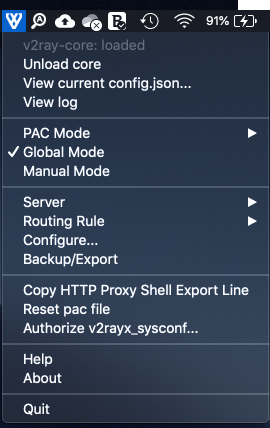 91%
v2ray-core: loaded
Unload core
View current config.json...
View log
PAC Mode
Global Mode
Manual Mode
Server
Routing Rule
Configure...
Backup/Export
Copy HTTP Proxy Shell Export Line
Reset pac file
Authorize v2rayx_sysconf...
Help
About
Quit